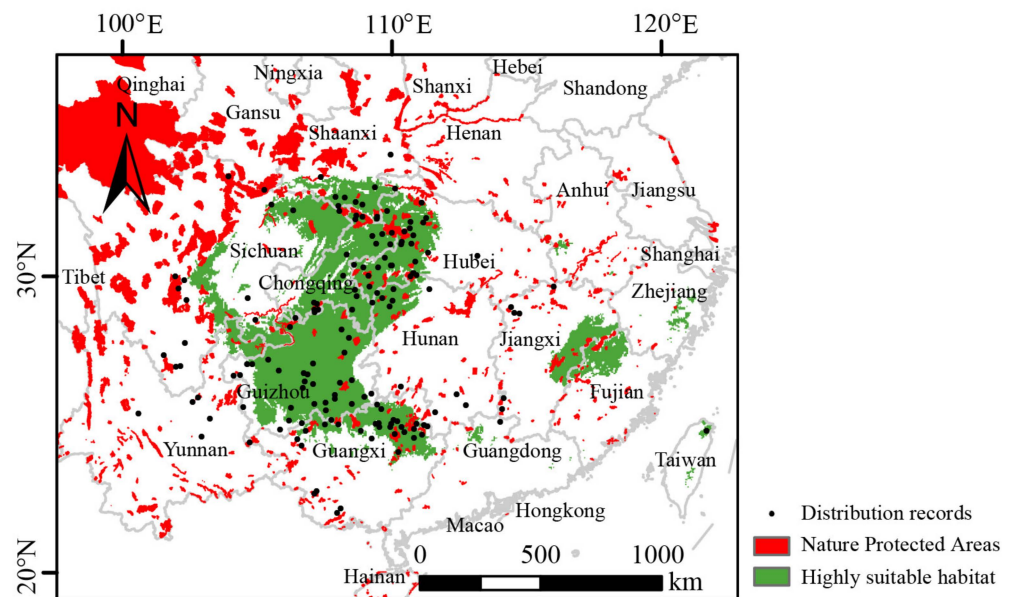 100°E 110°E 120°E
Hebei
Ningxia
Qinghai Shanxi
Shandong
N Gansu
Shaanxi Henan
Anhui Jiangsu
Sichuan Shanghai
30°N Tibet Hubei
Chongqing Zhejiang
Hunan Jiangxi
Guizhou Fujian
Yunnan Guangxi Guangdong
Taiwan
Hongkong
Macao
0 500 1000
km
20°N Hainan
Distribution records
Nature Protected Areas
Highly suitable habitat